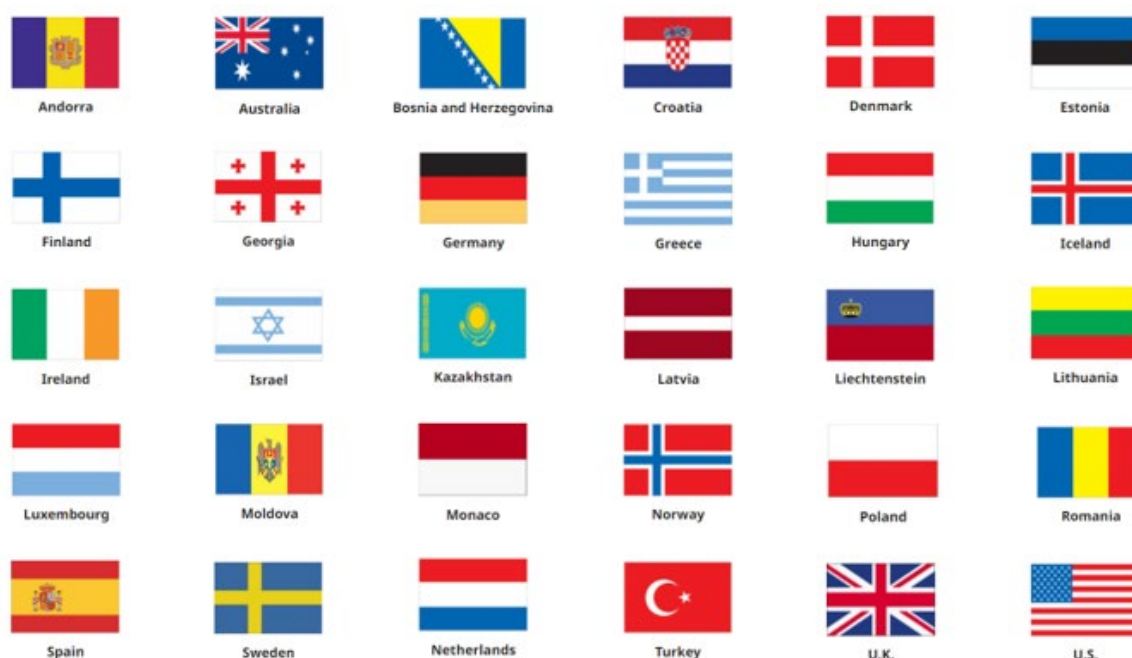 Andorra
Australia
Bosnia and Herzegovina
Croatia
Denmark
Estonia
Finland
Georgia
Germany
Greece
Hungary
Iceland
Ireland
Israel
Kazakhstan
Latvia
Liechtenstein
Lithuania
Luxembourg
Moldova
Monaco
Norway
Poland
Romania
Spain
Sweden
Netherlands
Turkey
U.K.
U.S.